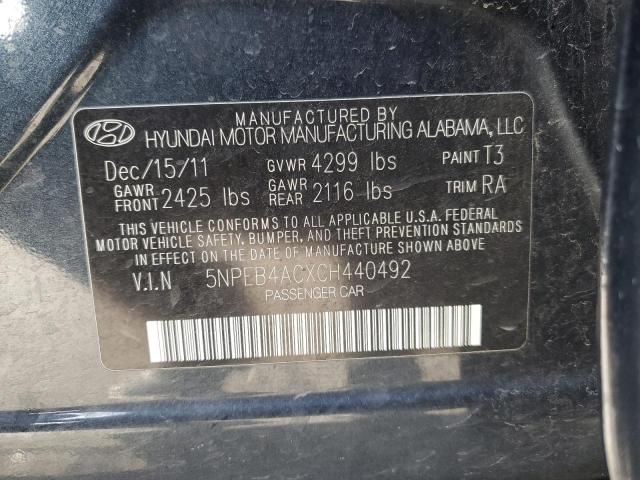 MANUFACTURED BY
HYUNDAI MOTOR MANUFACTURING ALABAMA, LLC
Dec/15/11 GVWR 4299 lbs PAINT T3
GAWR FRONT 2425 lbs GAWR REAR 2116 lbs TRIM RA
THIS VEHICLE CONFORMS TO ALL APPLICABLE U.S.A. FEDERAL
MOTOR VEHICLE SAFETY, BUMPER, AND THEFT PREVENTION STANDARDS
IN EFFECT ON THE DATE OF MANUFACTURE SHOWN ABOVE
V.I.N 5NPEB4ACXCH440492
PASSENGER CAR